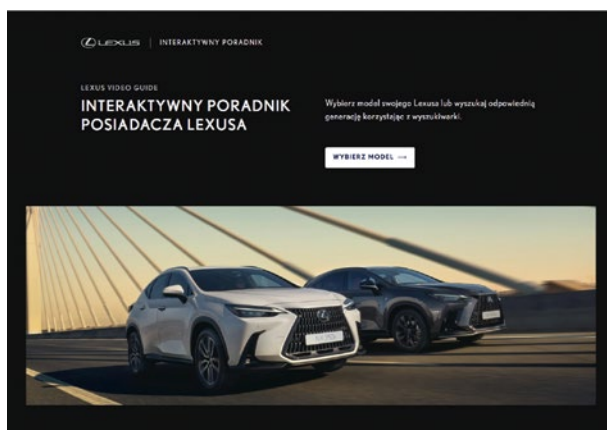 LEXUS | INTERAKTYWNY PORADNIK
LEXUS VIDEO GUIDE
INTERAKTYWNY PORADNIK
POSIADACZA LEXUSA
Wybierz model swojego Lexusa lub wyszukaj odpowiednią
generację korzystając z wyszukiwarki.
WYBIERZ MODEL →